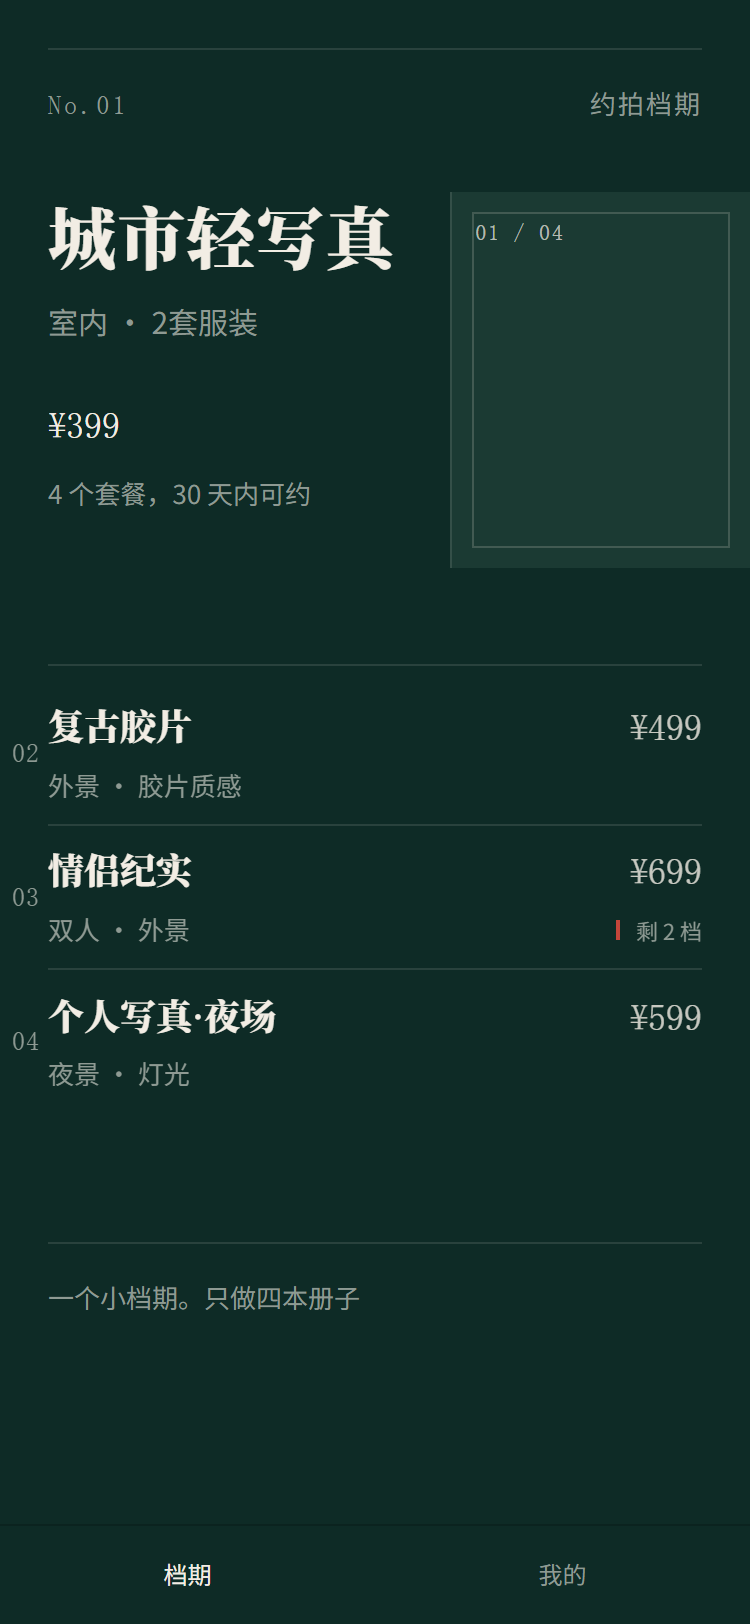 No.01
约拍档期
城市轻写真
01 / 04
室内 · 2套服装
¥399
4 个套餐，30 天内可约
02
复古胶片
¥499
外景 · 胶片质感
03
情侣纪实
¥699
双人 · 外景
剩 2 档
04
个人写真·夜场
¥599
夜景 · 灯光
一个小档期。只做四本册子
档期
我的